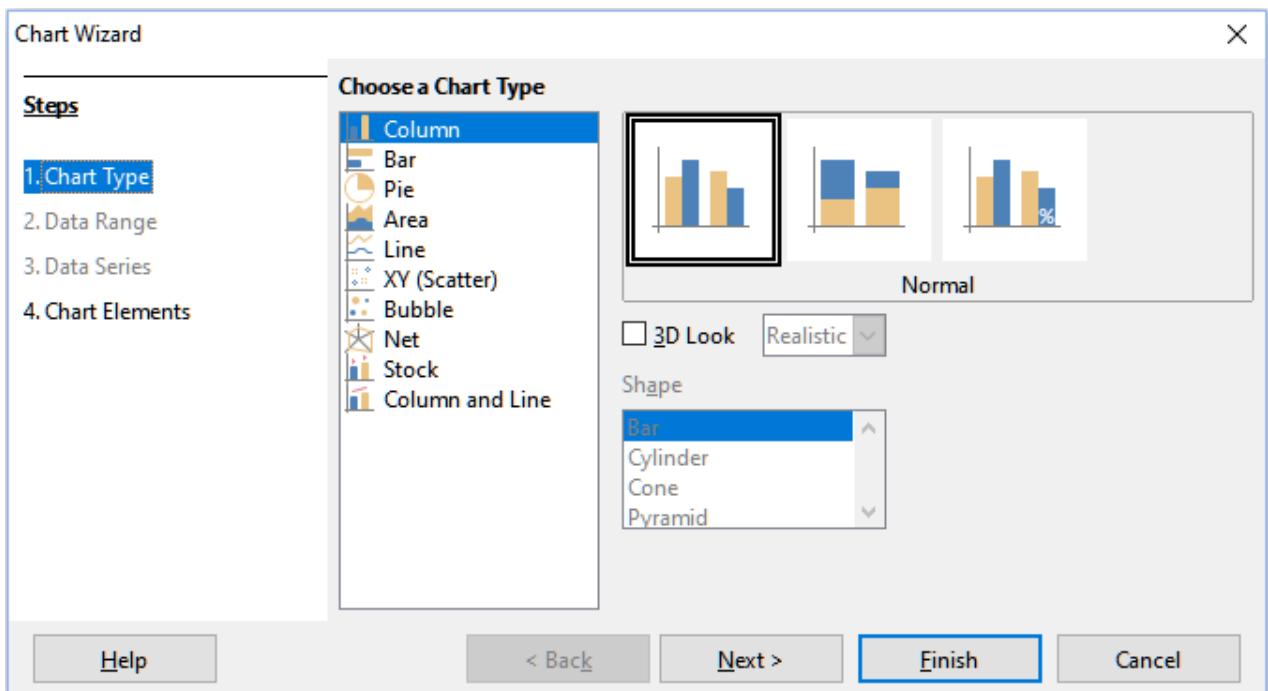 Chart Wizard
Steps
1. Chart Type
2. Data Range
3. Data Series
4. Chart Elements
Choose a Chart Type
Column
Bar
Pie
Area
Line
XY (Scatter)
Bubble
Net
Stock
Column and Line
%
Normal
3D Look
Realistic
Shape
Bar
Cylinder
Cone
Pyramid
Help
< Back
Next >
Finish
Cancel